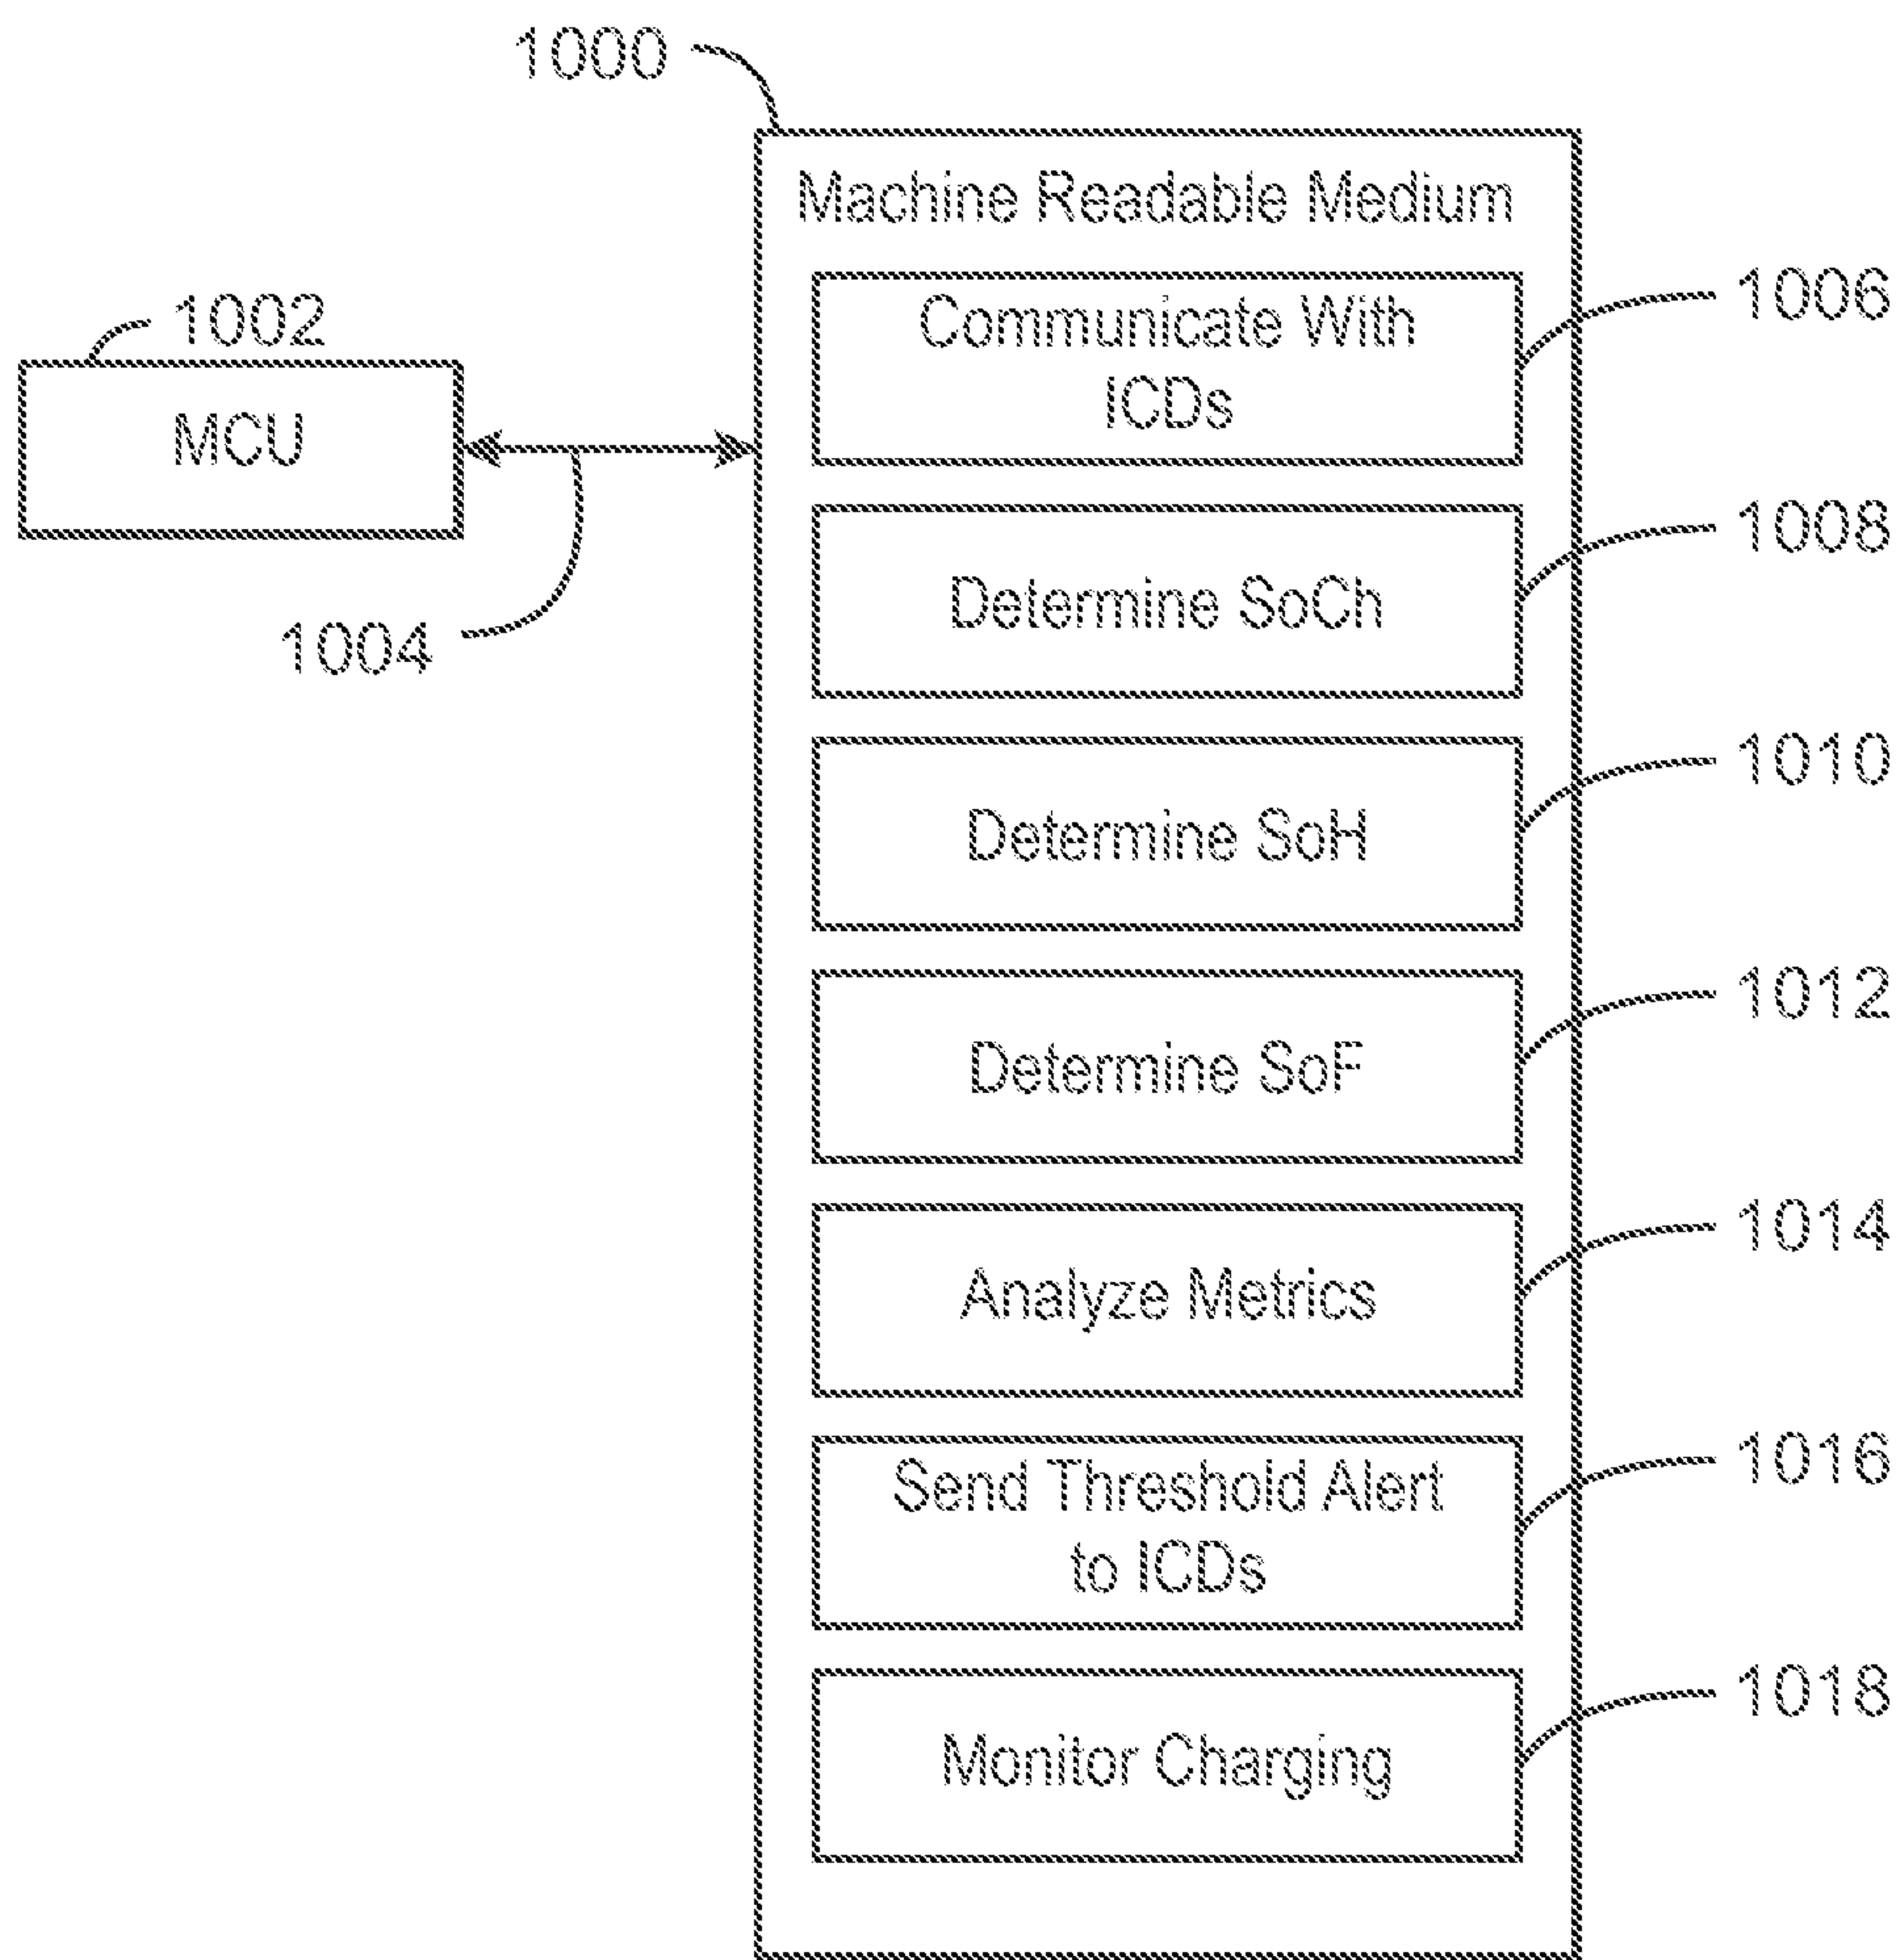 1000
Machine Readable Medium
1002
MCU
1004
Communicate With
ICDs
1006
Determine SoCh
1008
Determine SoH
1010
Determine SoF
1012
Analyze Metrics
1014
Send Threshold Alert
to ICDs
1016
Monitor Charging
1018